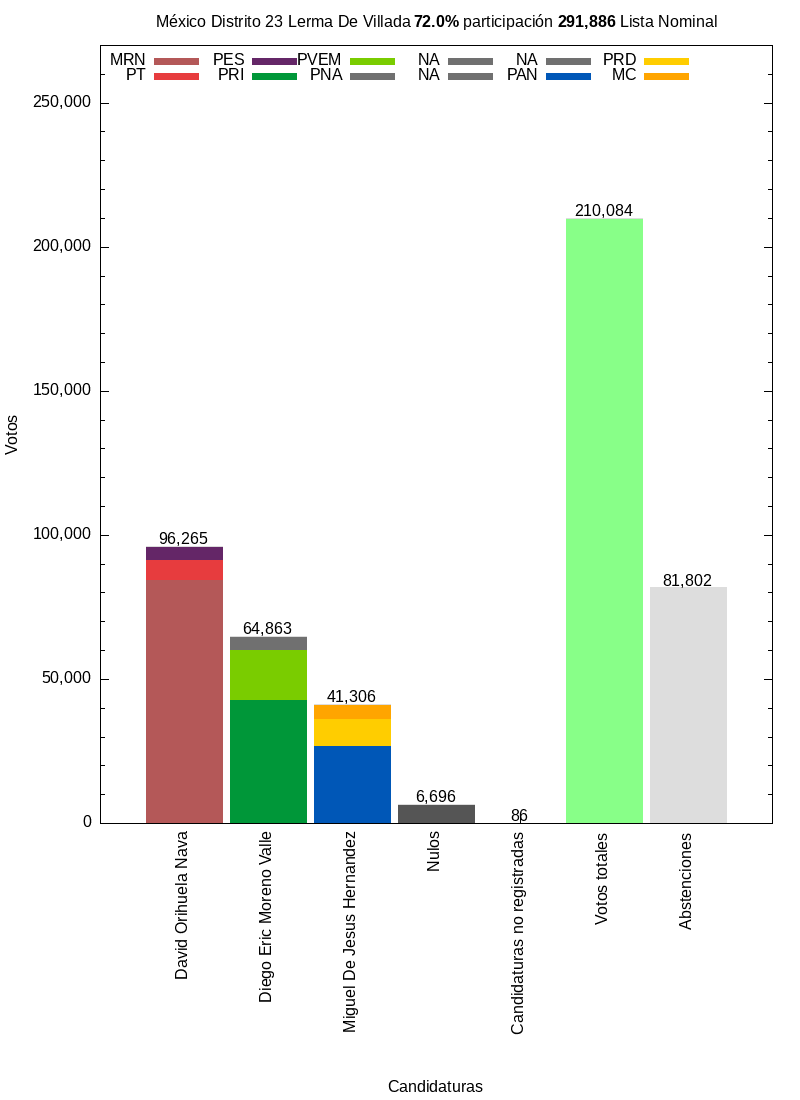 México Distrito 23 Lerma De Villada 72.0% participación 291,886 Lista Nominal
MRN PES PVEM NA NA PRD
PT PRI PNA NA PAN MC
250,000
200,000
150,000
100,000
50,000
0
Votos
96,265
64,863
41,306
6,696
86
210,084
81,802
David Orihuela Nava
Diego Eric Moreno Valle
Miguel De Jesus Hernandez
Nulos
Candidaturas no registradas
Votos totales
Abstenciones
Candidaturas